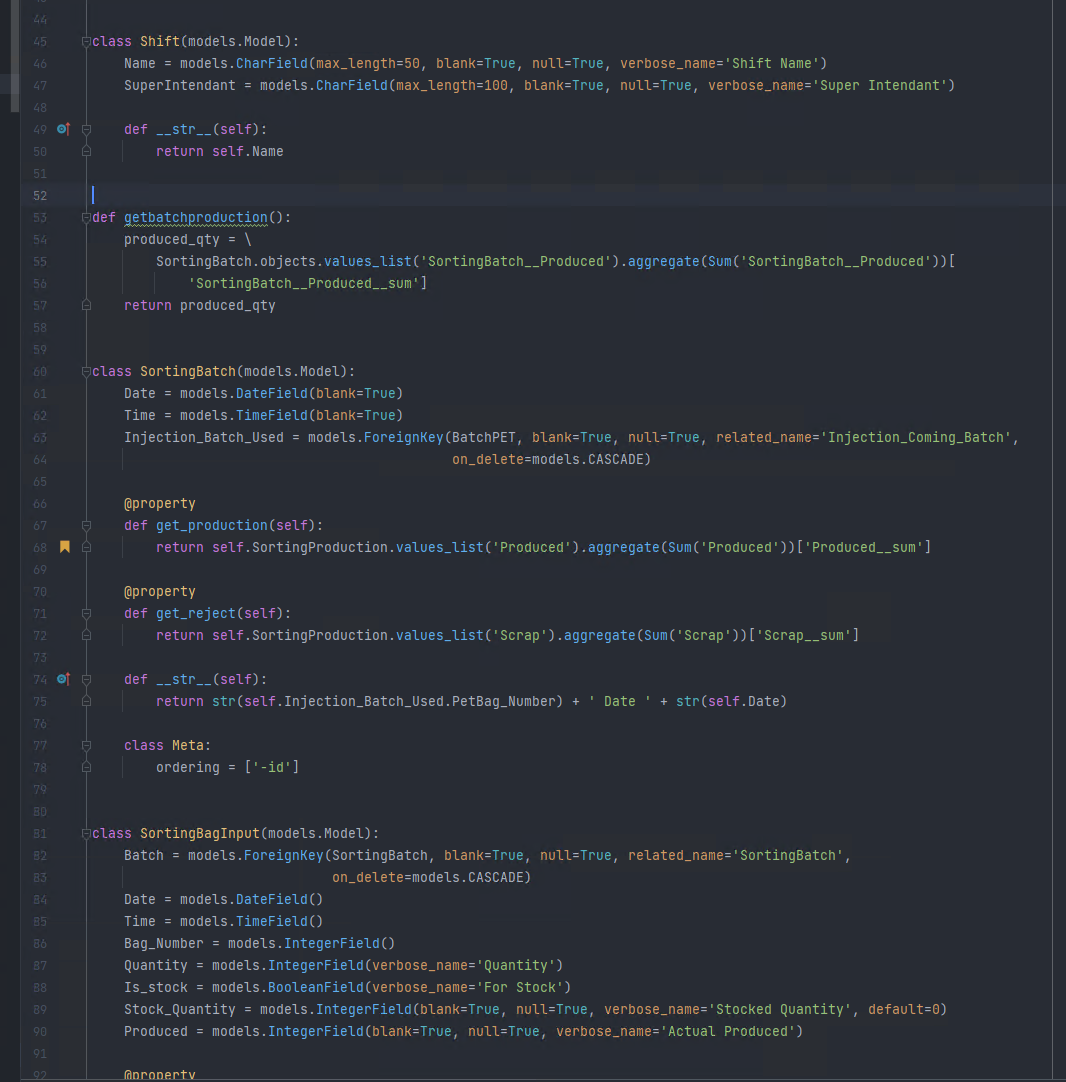 44
45 class Shift(models.Model):
46     Name = models.CharField(max_length=50, blank=True, null=True, verbose_name='Shift Name')
47     SuperIntendant = models.CharField(max_length=100, blank=True, null=True, verbose_name='Super Intendant')
48
49     def __str__(self):
50         return self.Name
51
52
53 def getbatchproduction():
54     produced_qty = \
55         SortingBatch.objects.values_list('SortingBatch__Produced').aggregate(Sum('SortingBatch__Produced'))[
56             'SortingBatch__Produced__sum']
57     return produced_qty
58
59
60 class SortingBatch(models.Model):
61     Date = models.DateField(blank=True)
62     Time = models.TimeField(blank=True)
63     Injection_Batch_Used = models.ForeignKey(BatchPET, blank=True, null=True, related_name='Injection_Coming_Batch',
64                                              on_delete=models.CASCADE)
65
66     @property
67     def get_production(self):
68         return self.SortingProduction.values_list('Produced').aggregate(Sum('Produced'))['Produced__sum']
69
70     @property
71     def get_reject(self):
72         return self.SortingProduction.values_list('Scrap').aggregate(Sum('Scrap'))['Scrap__sum']
73
74     def __str__(self):
75         return str(self.Injection_Batch_Used.PetBag_Number) + ' Date ' + str(self.Date)
76
77     class Meta:
78         ordering = ['-id']
79
80
81 class SortingBagInput(models.Model):
82     Batch = models.ForeignKey(SortingBatch, blank=True, null=True, related_name='SortingBatch',
83                               on_delete=models.CASCADE)
84     Date = models.DateField()
85     Time = models.TimeField()
86     Bag_Number = models.IntegerField()
87     Quantity = models.IntegerField(verbose_name='Quantity')
88     Is_stock = models.BooleanField(verbose_name='For Stock')
89     Stock_Quantity = models.IntegerField(blank=True, null=True, verbose_name='Stocked Quantity', default=0)
90     Produced = models.IntegerField(blank=True, null=True, verbose_name='Actual Produced')
91
92     @property